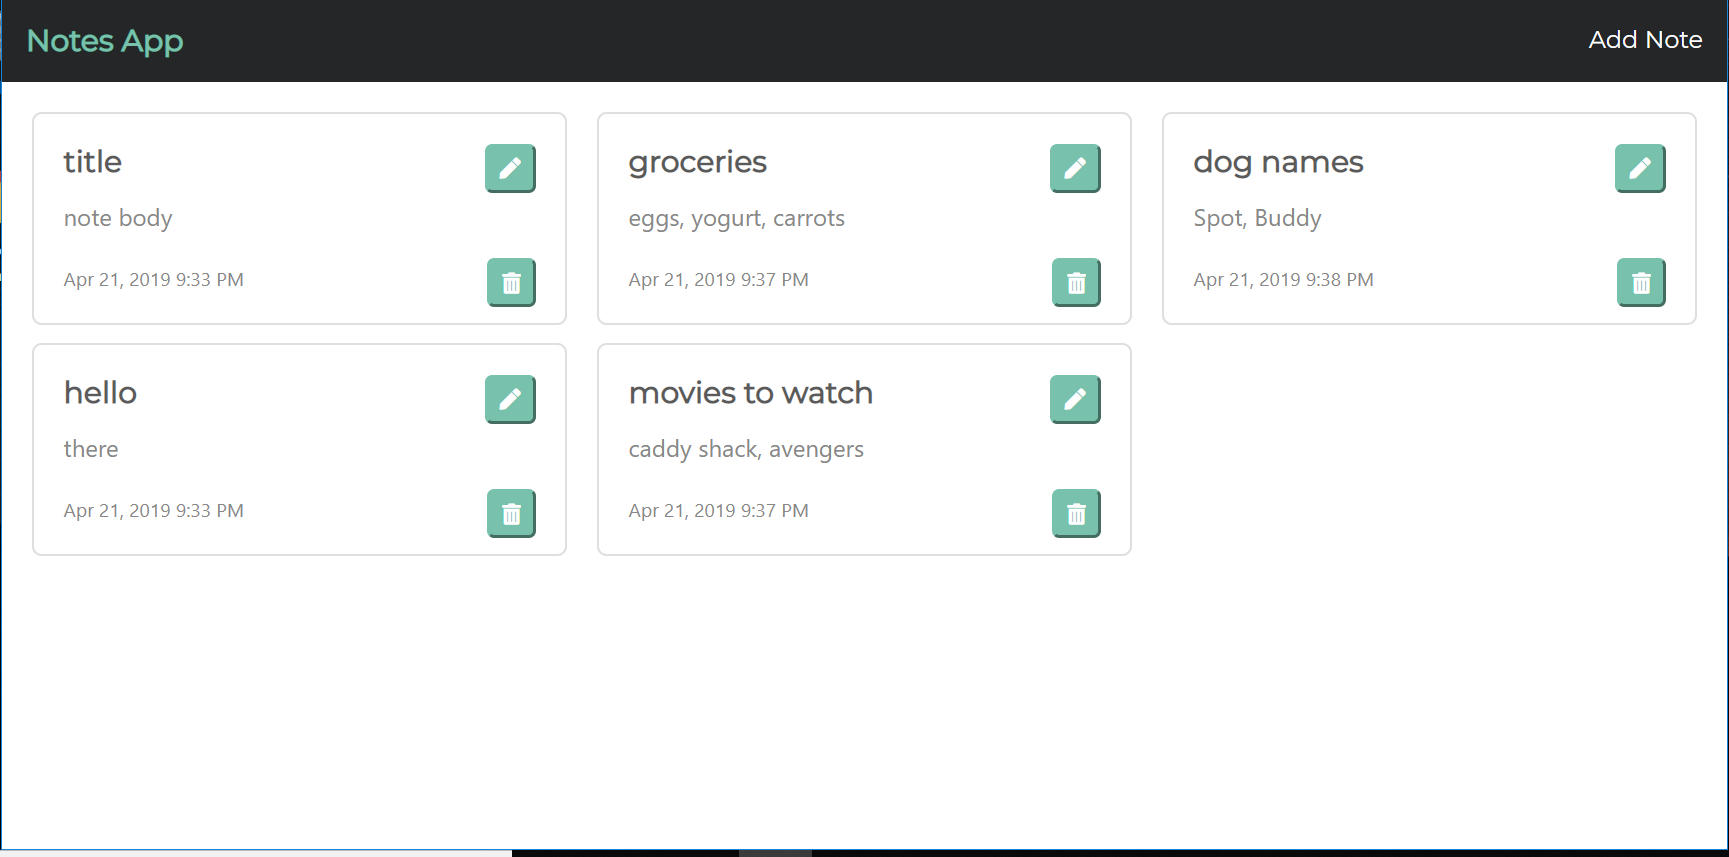 Notes App
Add Note
title
note body
Apr 21, 2019 9:33 PM
groceries
eggs, yogurt, carrots
Apr 21, 2019 9:37 PM
dog names
Spot, Buddy
Apr 21, 2019 9:38 PM
hello
there
Apr 21, 2019 9:33 PM
movies to watch
caddy shack, avengers
Apr 21, 2019 9:37 PM